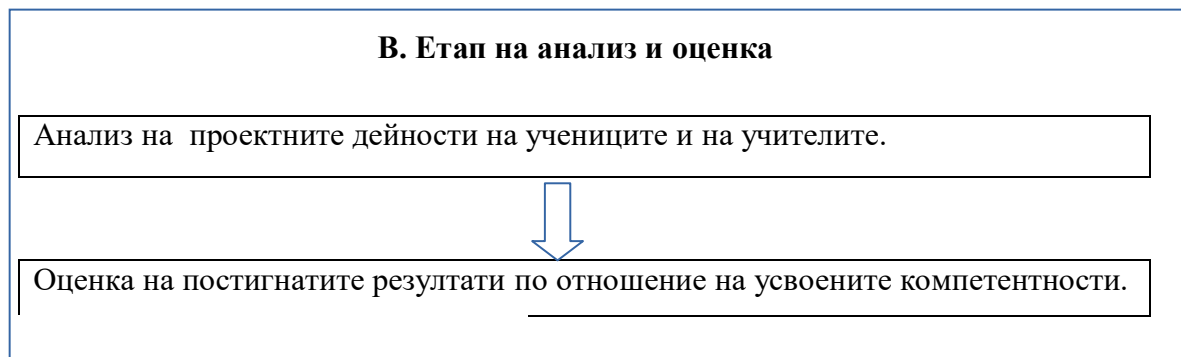 В. Етап на анализ и оценка
Анализ на проектните дейности на учениците и на учителите.
Оценка на постигнатите резултати по отношение на усвоените компетентности.